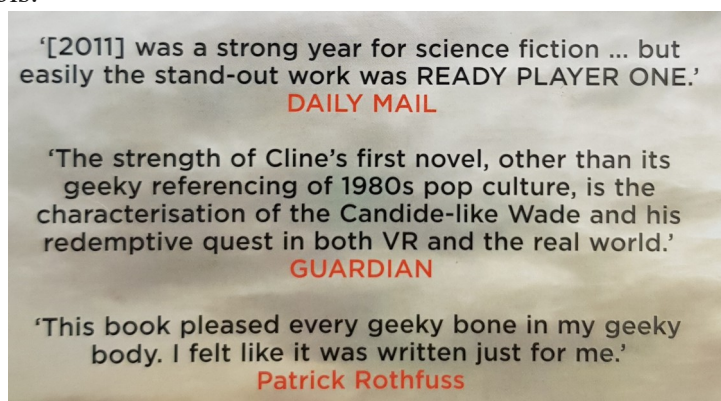 ‘[2011] was a strong year for science fiction ... but
easily the stand-out work was READY PLAYER ONE.’
DAILY MAIL
‘The strength of Cline’s first novel, other than its
geeky referencing of 1980s pop culture, is the
characterisation of the Candide-like Wade and his
redemptive quest in both VR and the real world.’
GUARDIAN
‘This book pleased every geeky bone in my geeky
body. I felt like it was written just for me.’
Patrick Rothfuss